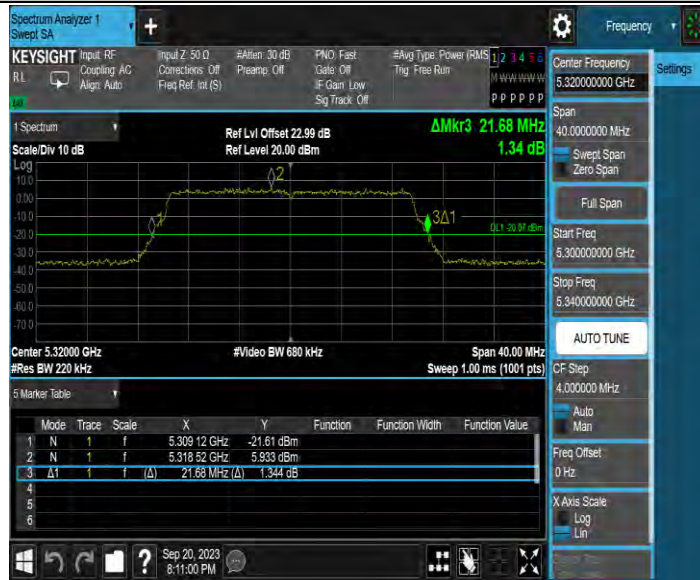 Spectrum Analyzer 1
Swept SA
+
Frequency
KEYSIGHT
RL
Input: RF
Coupling: AC
Align: Auto
Input Z: 50 Ω
Corrections: Off
Freq Ref: Int (S)
#Atten: 30 dB
Preamp: Off
PNO: Fast
Gate: Off
IF Gain: Low
Sig Track: Off
#Avg Type: Power (RMS
Trig: Free Run
1 2 3 4 5 6
M W W W W W
P P P P P P
1 Spectrum
Scale/Div 10 dB
Log
Ref Lvl Offset 22.99 dB
Ref Level 20.00 dBm
ΔMkr3 21.68 MHz
1.34 dB
10.0
0.00
-10.0
-20.0
-30.0
-40.0
-50.0
-60.0
-70.0
2
3Δ1
DL1 -20.07 dBm
Center 5.32000 GHz
#Res BW 220 kHz
#Video BW 680 kHz
Span 40.00 MHz
Sweep 1.00 ms (1001 pts)
5 Marker Table
Mode Trace Scale X Y Function Function Width Function Value
1 N 1 f 5.309 12 GHz -21.61 dBm
2 N 1 f 5.318 52 GHz 5.933 dBm
3 Δ1 1 f (Δ) 21.68 MHz (Δ) 1.344 dB
4
5
6
Sep 20, 2023
8:11:00 PM
Center Frequency
5.320000000 GHz
Settings
Span
40.0000000 MHz
Swept Span
Zero Span
Full Span
Start Freq
5.300000000 GHz
Stop Freq
5.340000000 GHz
AUTO TUNE
CF Step
4.000000 MHz
Auto
Man
Freq Offset
0 Hz
X Axis Scale
Log
Lin